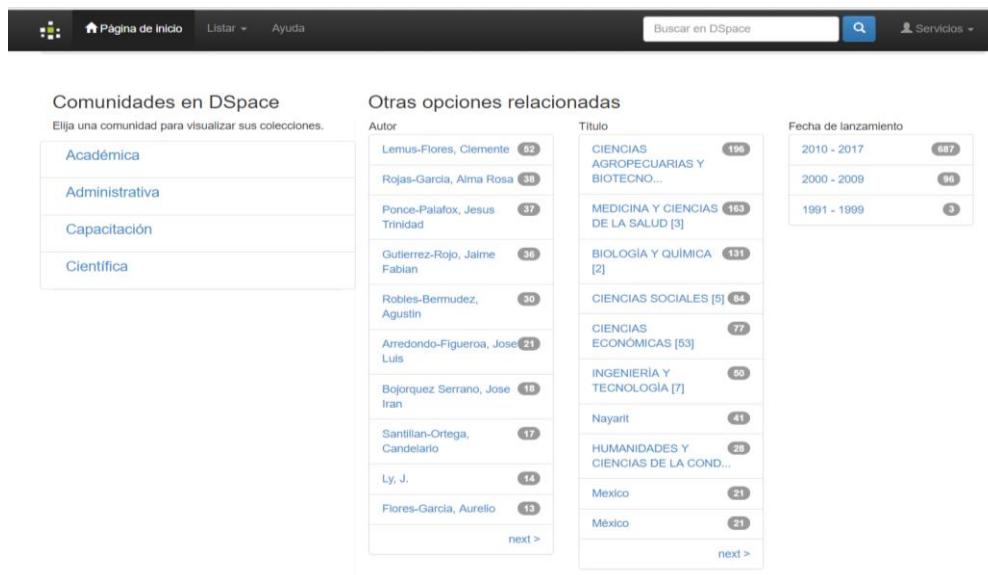 Página de inicio Listar Ayuda Buscar en DSpace Servicios
Comunidades en DSpace
Elija una comunidad para visualizar sus colecciones.
Académica
Administrativa
Capacitación
Científica
Otras opciones relacionadas
Autor
Lemus-Flores, Clemente 52
Rojas-Garcia, Alma Rosa 38
Ponce-Palafox, Jesus 37
Trinidad
Gutierrez-Rojo, Jaime 36
Fabian
Robles-Bermudez, 30
Agustin
Arredondo-Figueroa, Jose 21
Luis
Bojorquez Serrano, Jose 18
Iran
Santillan-Ortega, 17
Candelario
Ly, J. 14
Flores-Garcia, Aurelio 13
next >
Título
CIENCIAS 196
AGROPECUARIAS Y
BIOTECNO...
MEDICINA Y CIENCIAS 163
DE LA SALUD [3]
BIOLOGÍA Y QUÍMICA 131
[2]
CIENCIAS SOCIALES [5] 84
CIENCIAS 77
ECONÓMICAS [53]
INGENIERÍA Y 50
TECNOLOGÍA [7]
Nayarit 41
HUMANIDADES Y 28
CIENCIAS DE LA COND...
Mexico 21
México 21
next >
Fecha de lanzamiento
2010 - 2017 687
2000 - 2009 96
1991 - 1999 3